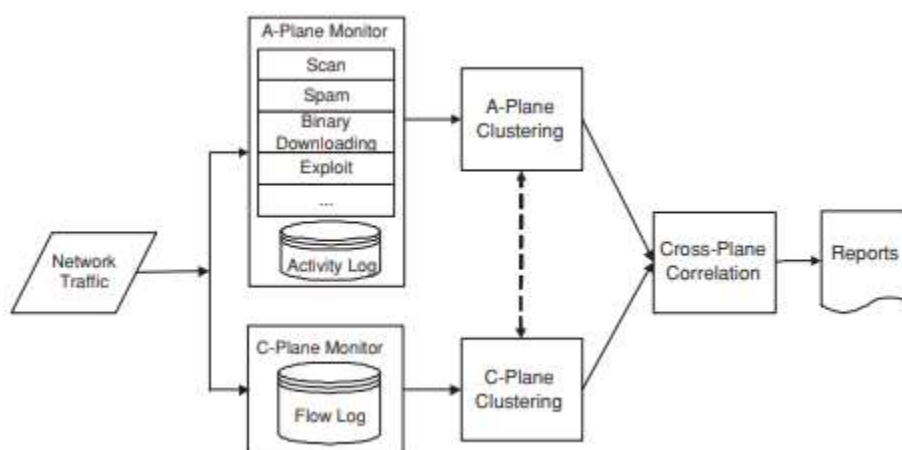 A-Plane Monitor
Scan
Spam
Binary
Downloading
Exploit
...
Activity Log
A-Plane
Clustering
Network
Traffic
Cross-Plane
Correlation
Reports
C-Plane Monitor
Flow Log
C-Plane
Clustering